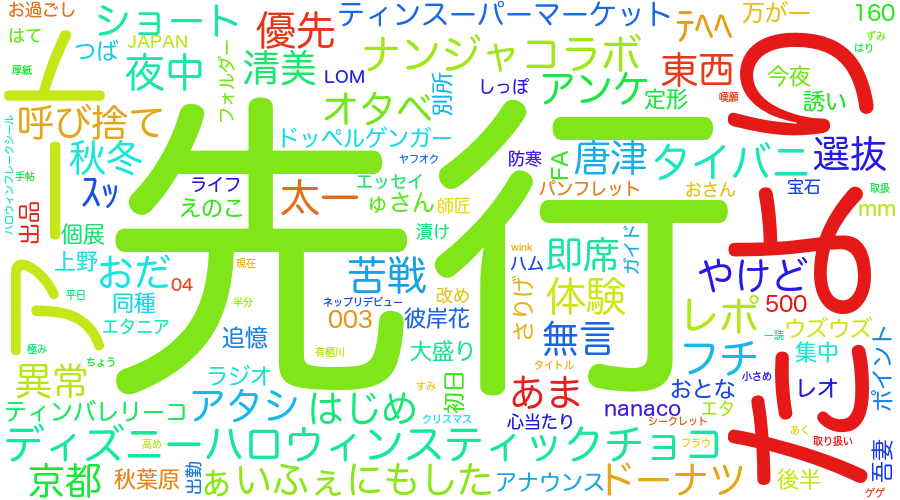 お過ごし
ショート
優先
ティンスーパーマーケット
テヘヘ
万が一
160
はて
つば
JAPAN
フォルダー
清美
LOM
ナンジャコラボ
別所
しっぽ
アンケ
東西
今夜
ずみ
はり
厚紙
夜中
オタベ
定形
嘆願
誘い
アート
呼び捨て
先行
だより
ハロウィンフレークシール
手帖
秋冬
スッ
ライフ
えのこ
太一
ドッペルゲンガー
ヤフオク
エッセイ
ゅさん
師匠
防寒
FA
パンフレット
唐津
タイバニ
おさん
宝石
選抜
取扱
mm
出品
個展
漬け
上野
おだ
同種
エタニア
平日
04
現在
半分
苦戦
ネップリデビュー
003
改め
彼岸花
wink
ハム
さりげ
即席
ガイド
体験
無言
やけど
レポ
500
ウズウズ
一読
集中
極み
ちょう
異常
追憶
有栖川
大盛り
ラジオ
アタシ
はじめ
すみ
初日
クリスマス
タイトル
あま
心当たり
フチ
小さめ
おとな
レオ
ポイント
nanaco
エタ
シークレット
あく
ティンバレリーコ
ディズニーハロウィンスティックチョコ
高め
フラウ
取り扱い
吾妻
京都
秋葉原
出勤
ぁいふぇにもした
アナウンス
ドーナツ
後半
ゲゲ